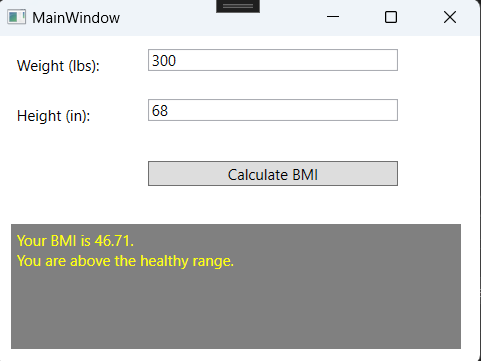 MainWindow
Weight (lbs): 300
Height (in): 68
Calculate BMI
Your BMI is 46.71.
You are above the healthy range.